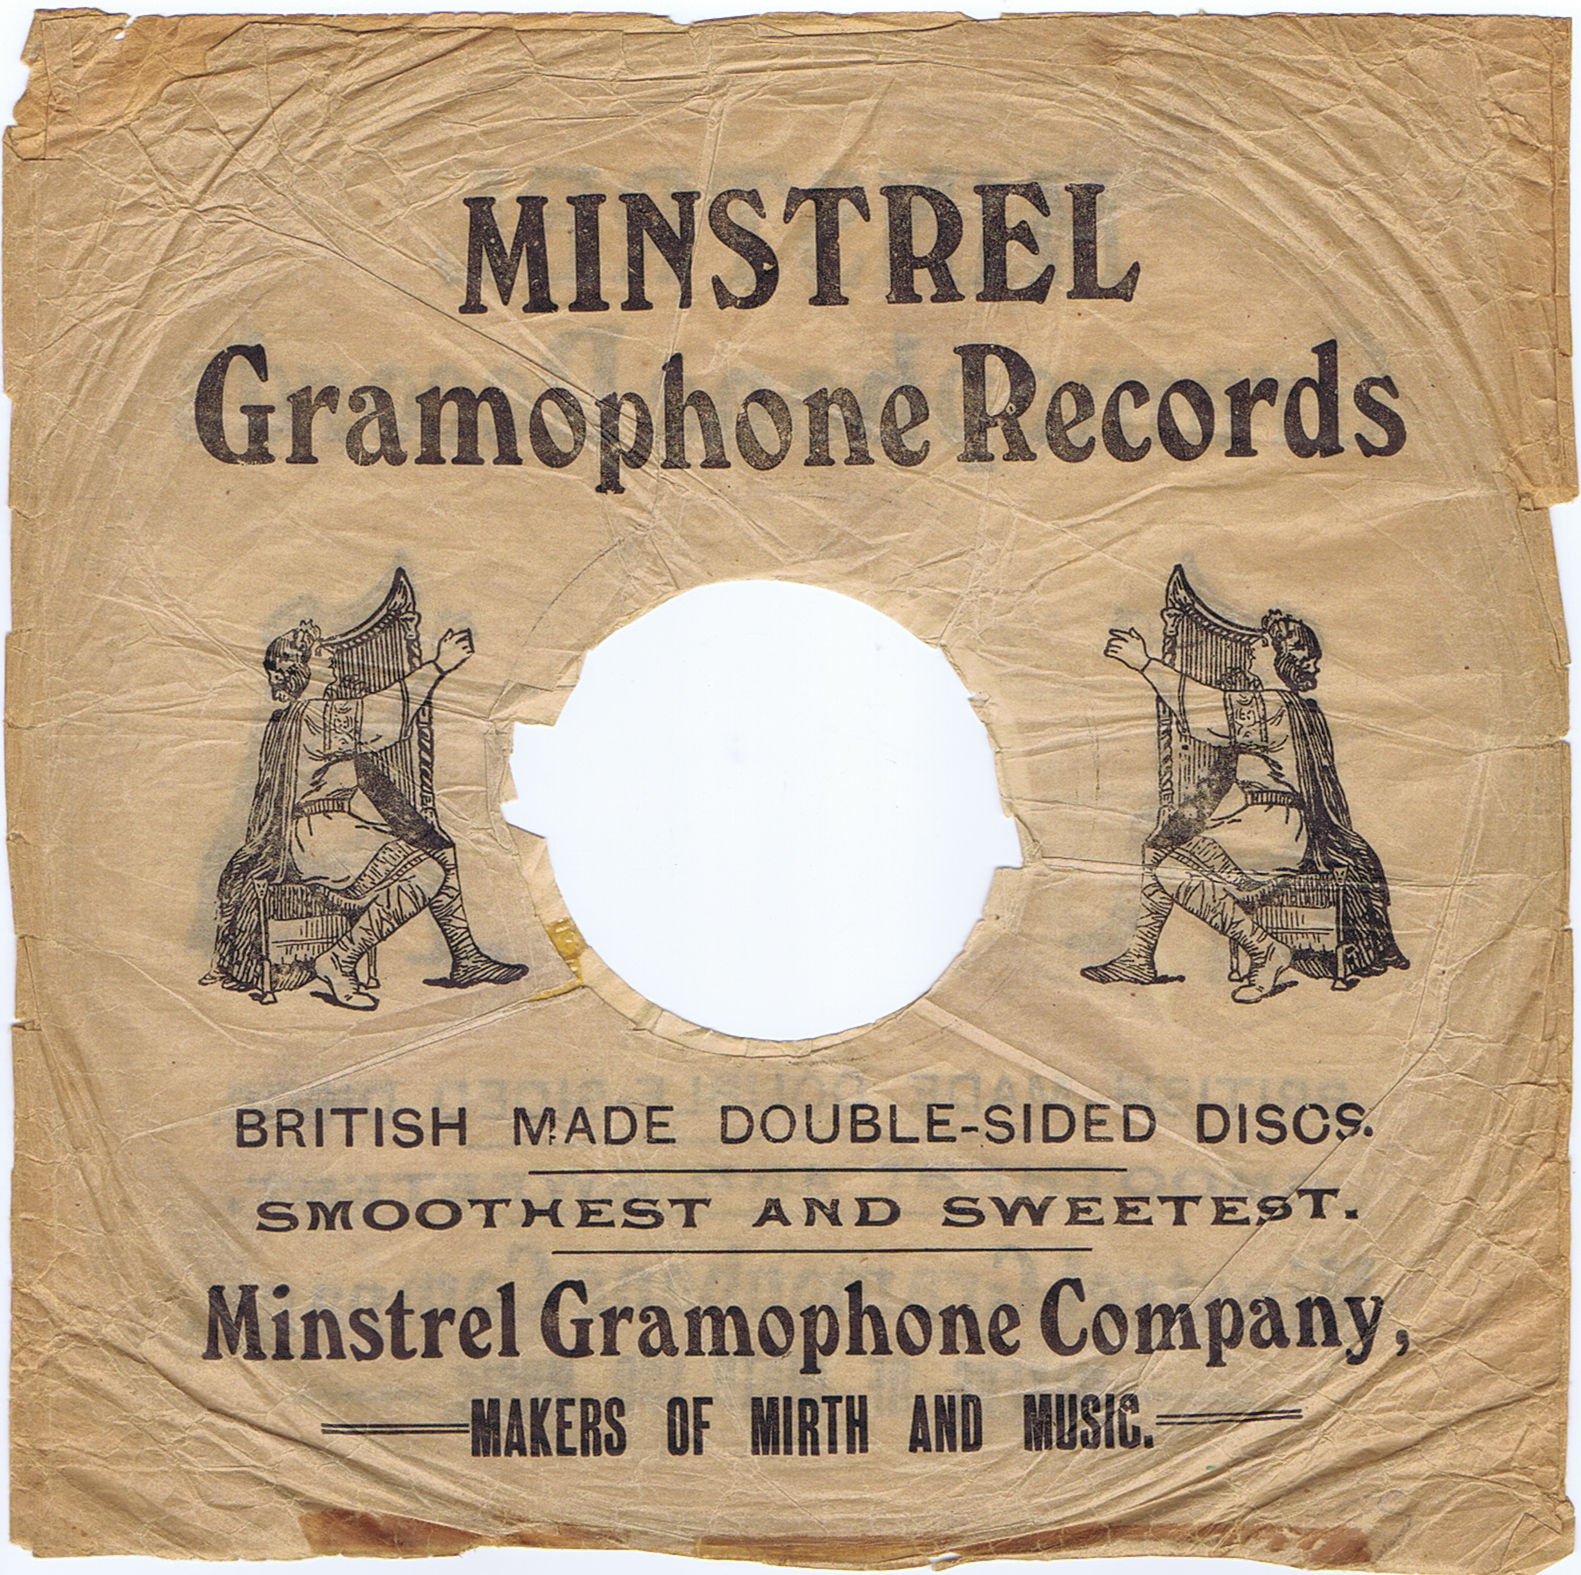 MINSTREL
Gramophone Records
BRITISH MADE DOUBLE-SIDED DISCS.
SMOOTHEST AND SWEETEST.
Minstrel Gramophone Company,
MAKERS OF MIRTH AND MUSIC.